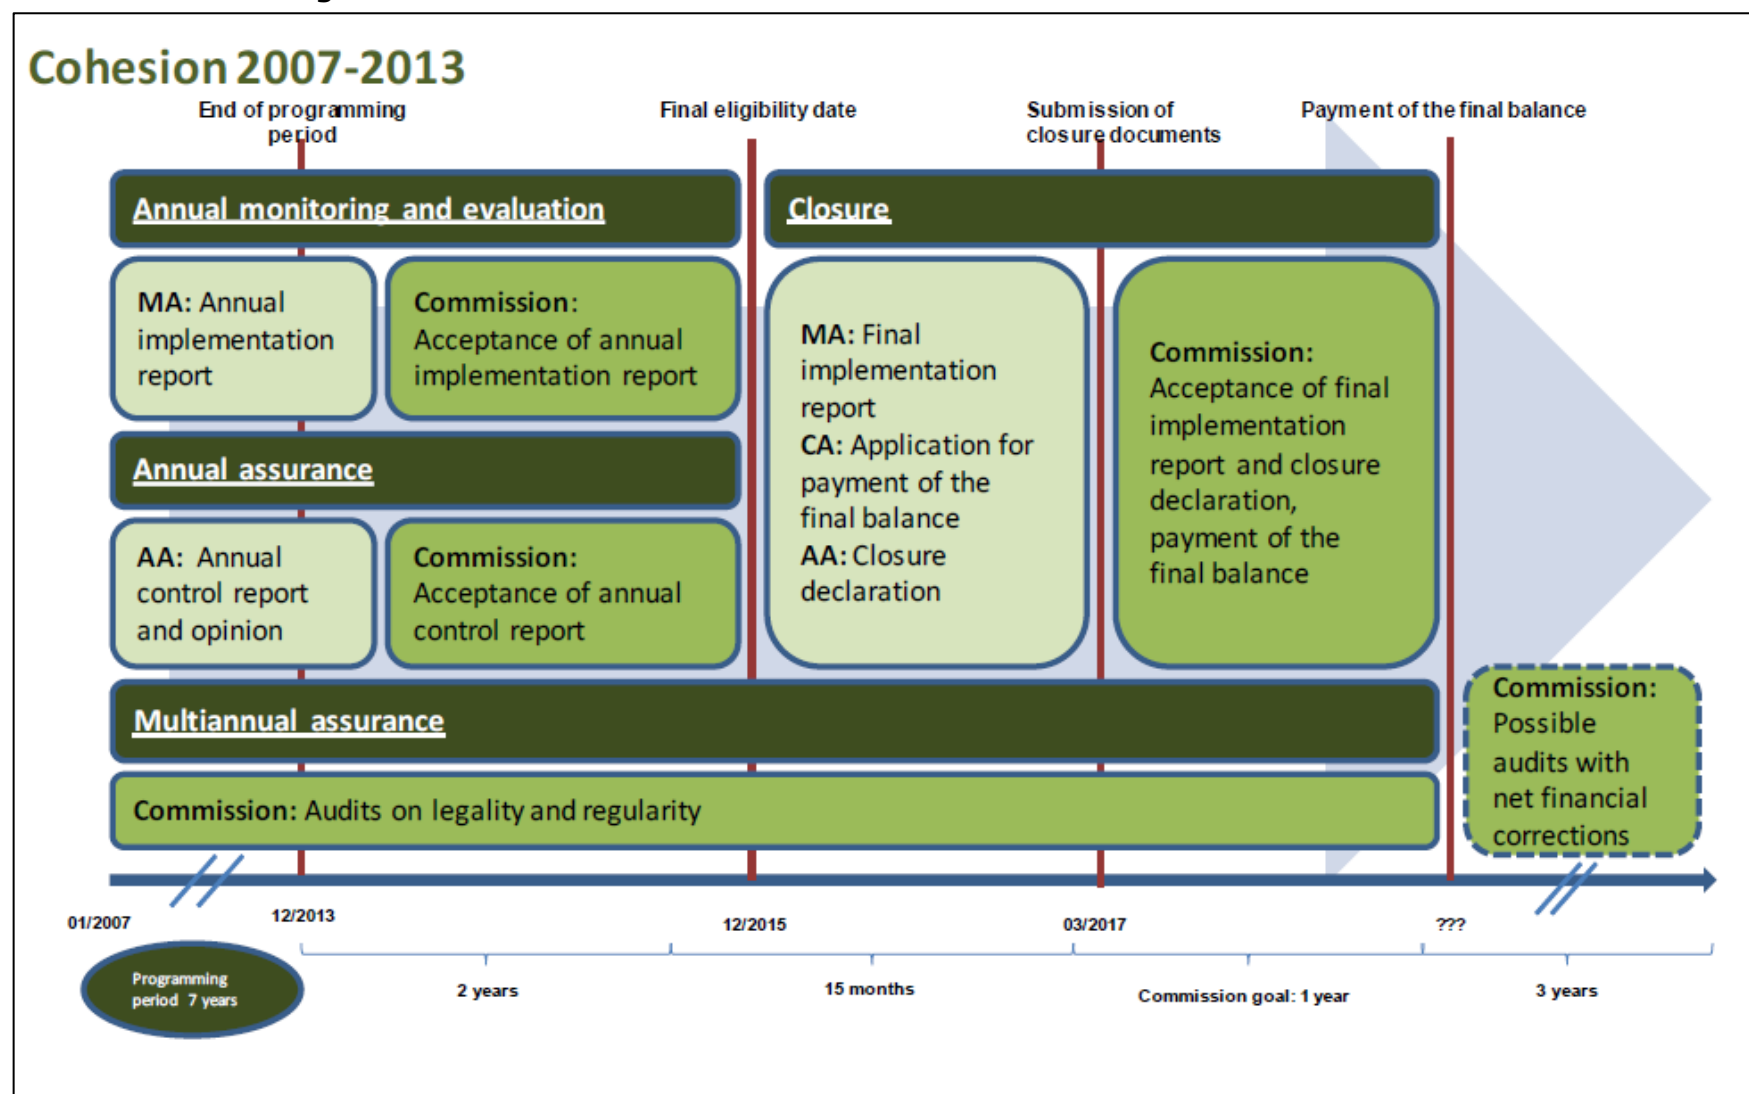 Cohesion 2007-2013
End of programming
period
Final eligibility date
Submission of
closure documents
Payment of the final balance
Annual monitoring and evaluation
Closure
MA: Annual
implementation
report
Commission:
Acceptance of annual
implementation report
MA: Final
implementation
report
CA: Application for
payment of the
final balance
AA: Closure
declaration
Commission:
Acceptance of final
implementation
report and closure
declaration,
payment of the
final balance
Annual assurance
AA: Annual
control report
and opinion
Commission:
Acceptance of annual
control report
Multiannual assurance
Commission: Audits on legality and regularity
Commission:
Possible
audits with
net financial
corrections
01/2007
12/2013
12/2015
03/2017
???
Programming
period 7 years
2 years
15 months
Commission goal: 1 year
3 years